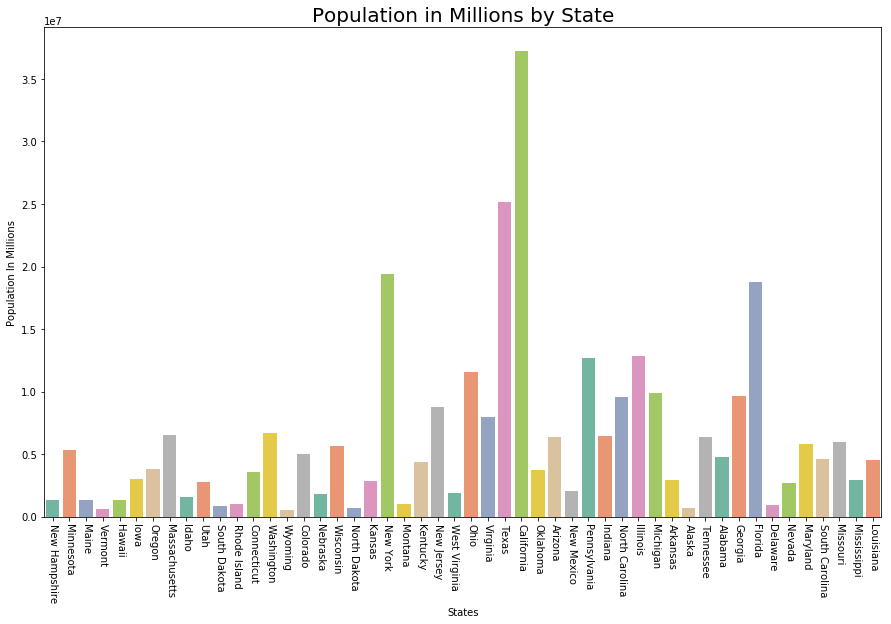 Population in Millions by State
1e7
3.5
3.0
2.5
2.0
1.5
1.0
0.5
0.0
Population In Millions
New Hampshire
Minnesota
Maine
Vermont
Hawaii
Iowa
Oregon
Massachusetts
Idaho
Utah
South Dakota
Rhode Island
Connecticut
Washington
Wyoming
Colorado
Nebraska
Wisconsin
North Dakota
Kansas
New York
Montana
Kentucky
New Jersey
West Virginia
Ohio
Virginia
Texas
California
Oklahoma
Arizona
New Mexico
Pennsylvania
Indiana
North Carolina
Illinois
Michigan
Arkansas
Alaska
Tennessee
Alabama
Georgia
Florida
Delaware
Nevada
Maryland
South Carolina
Missouri
Mississippi
Louisiana
States